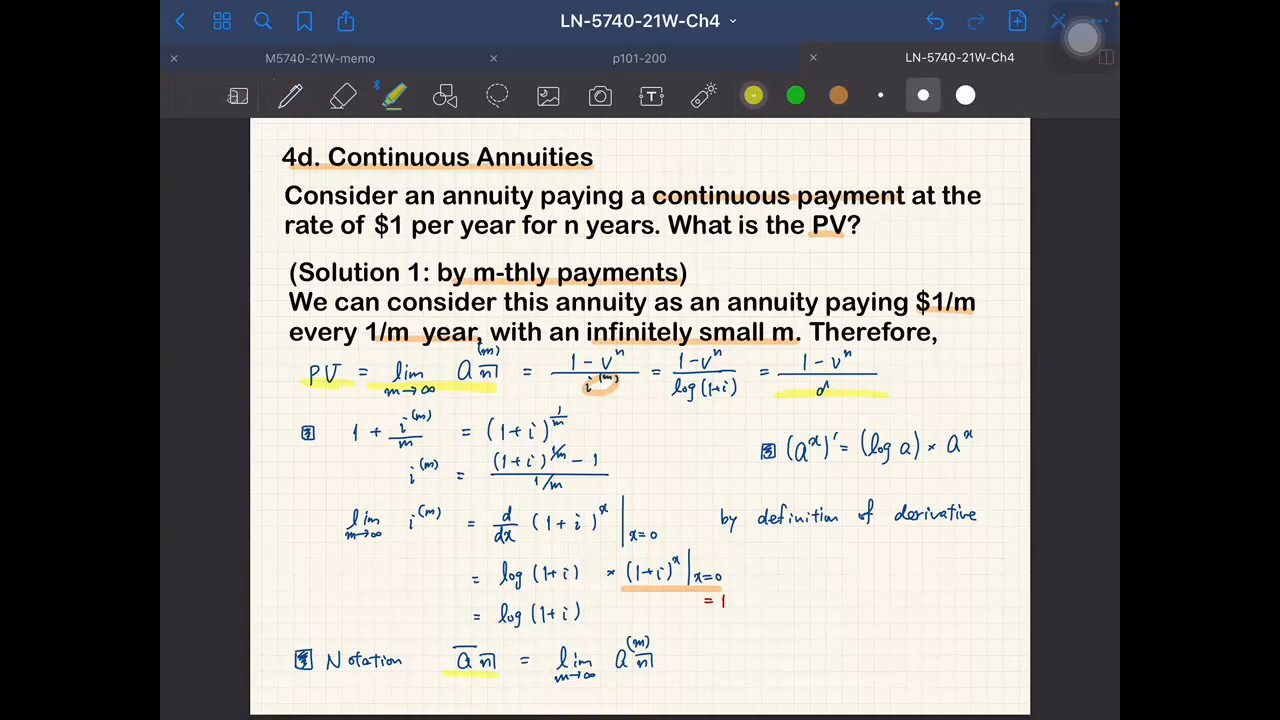 LN-5740-21W-Ch4
M5740-21W-memo
p101-200
LN-5740-21W-Ch4
4d. Continuous Annuities
Consider an annuity paying a continuous payment at the
rate of $1 per year for n years. What is the PV?
(Solution 1: by m-thly payments)
We can consider this annuity as an annuity paying $1/m
every 1/m year, with an infinitely small m. Therefore,
PV = lim m→∞ a^(m) n̅| = (1 - v^n) / i^(m) = (1 - v^n) / log(1+i) = (1 - v^n) / δ
1 + i^(m)/m = (1+i)^(1/m)
(a^x)' = (log a) × a^x
i^(m) = ((1+i)^(1/m) - 1) / (1/m)
lim m→∞ i^(m) = d/dx (1+i)^x | x=0 by definition of derivative
= log(1+i) × (1+i)^x | x=0
= 1
= log(1+i)
Notation a̅ n̅| = lim m→∞ a^(m) n̅|